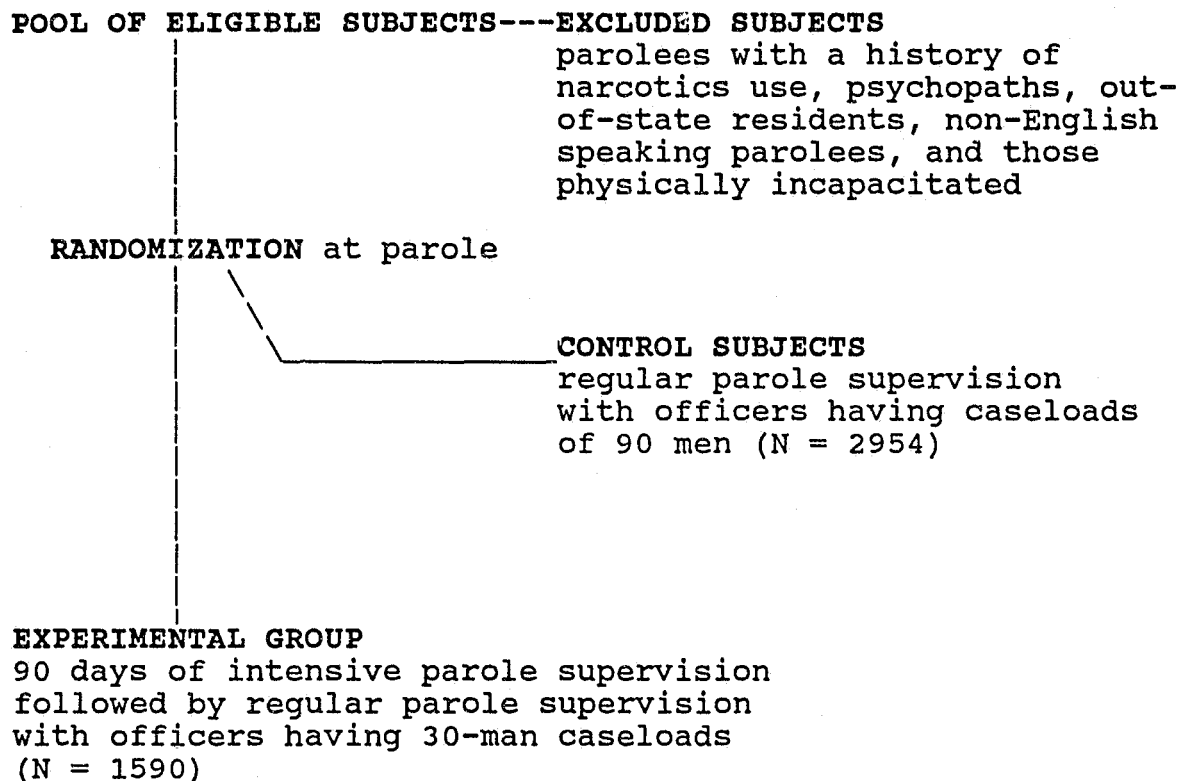 POOL OF ELIGIBLE SUBJECTS---EXCLUDED SUBJECTS
parolees with a history of
narcotics use, psychopaths, out-
of-state residents, non-English
speaking parolees, and those
physically incapacitated
RANDOMIZATION at parole
CONTROL SUBJECTS
regular parole supervision
with officers having caseloads
of 90 men (N = 2954)
EXPERIMENTAL GROUP
90 days of intensive parole supervision
followed by regular parole supervision
with officers having 30-man caseloads
(N = 1590)